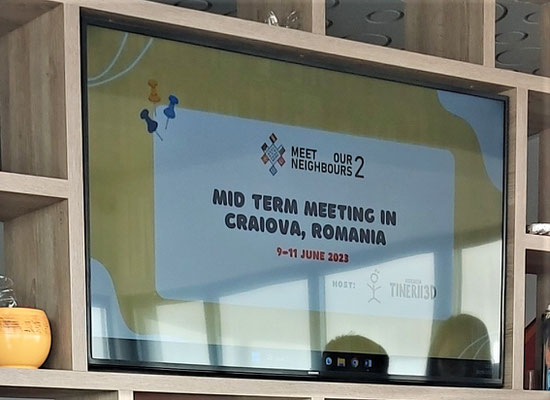 MEET OUR
NEIGHBOURS 2
MID TERM MEETING IN
CRAIOVA, ROMANIA
9-11 JUNE 2023
HOST:
TINERII3D